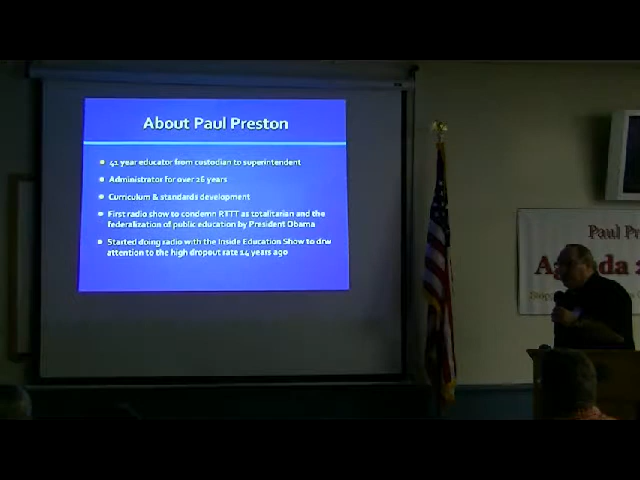 About Paul Preston
41 year educator from custodian to superintendent
Administrator for over 26 years
Curriculum & standards development
First radio show to condemn RTTT as totalitarian and the
federalization of public education by President Obama
Started doing radio with the Inside Education Show to draw
attention to the high dropout rate 14 years ago
Paul Pr
Agenda 2